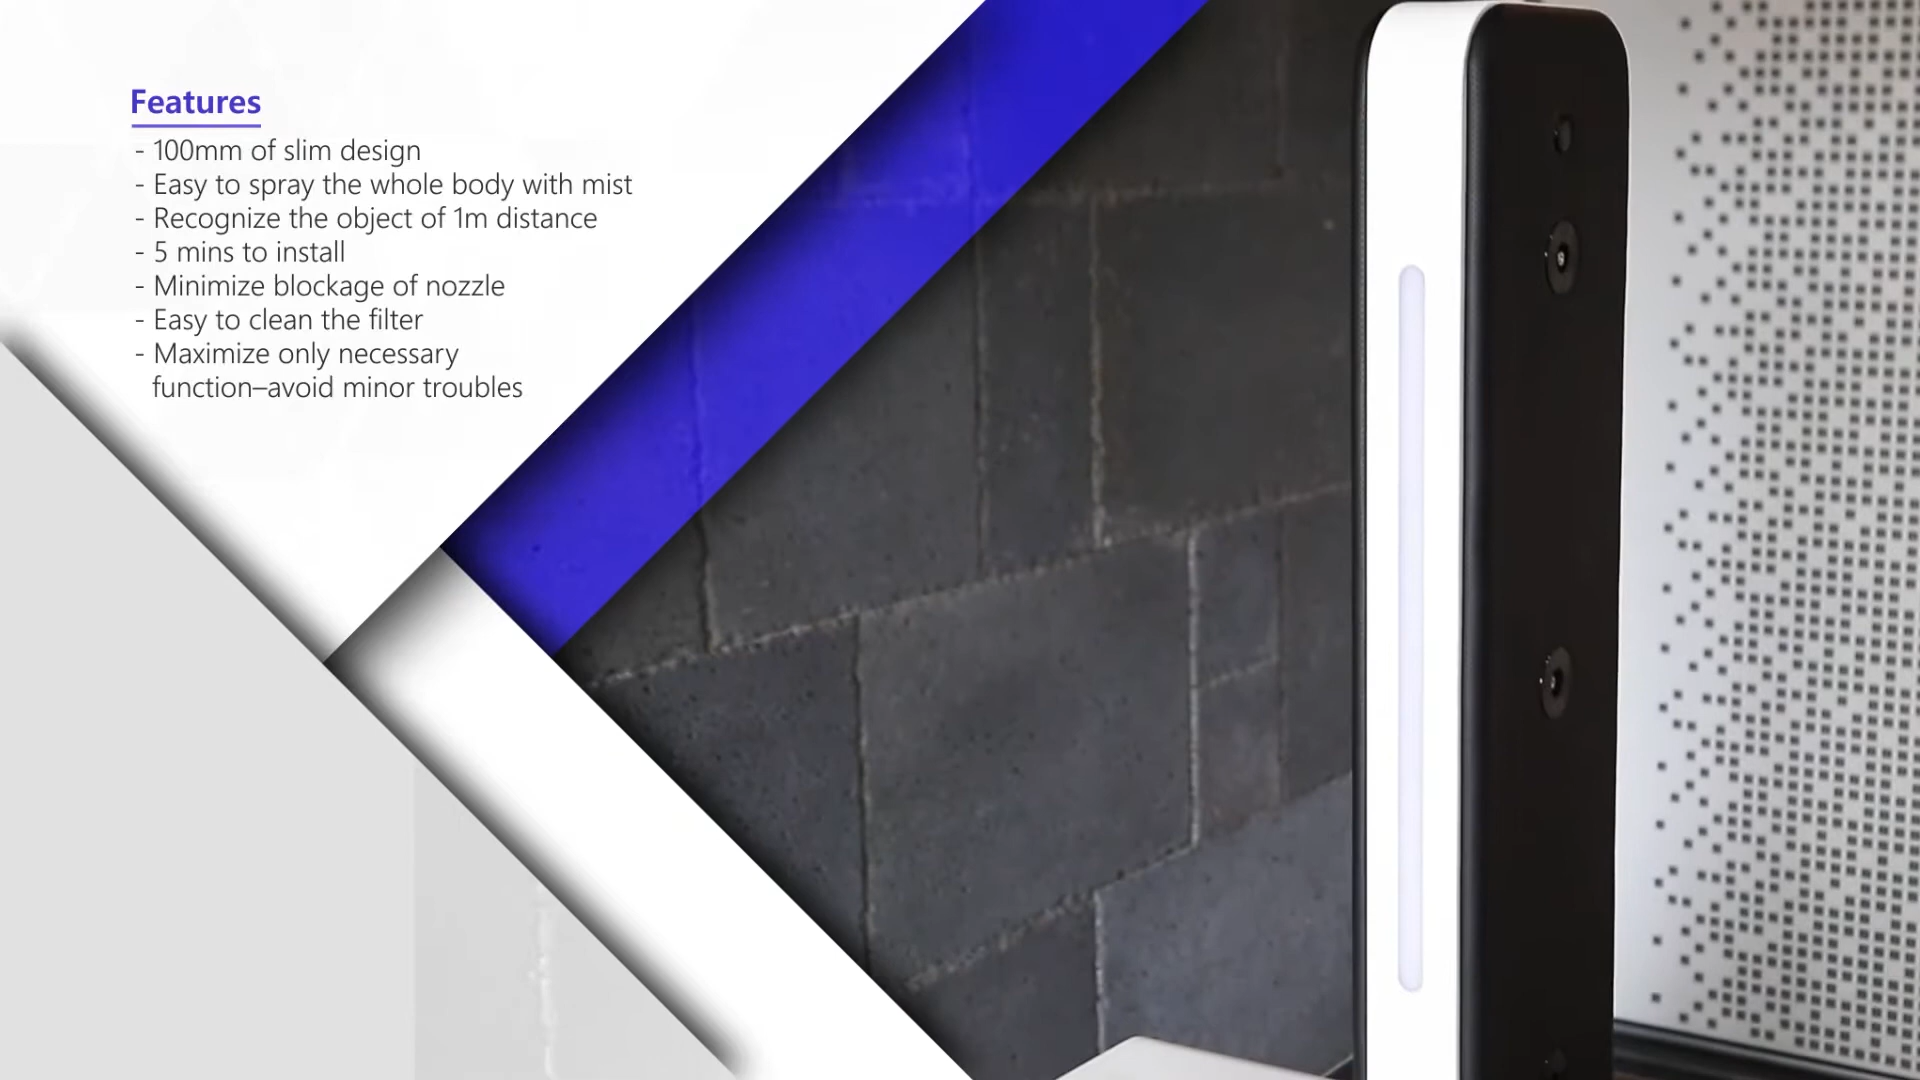 Features
- 100mm of slim design
- Easy to spray the whole body with mist
- Recognize the object of 1m distance
- 5 mins to install
- Minimize blockage of nozzle
- Easy to clean the filter
- Maximize only necessary
function–avoid minor troubles